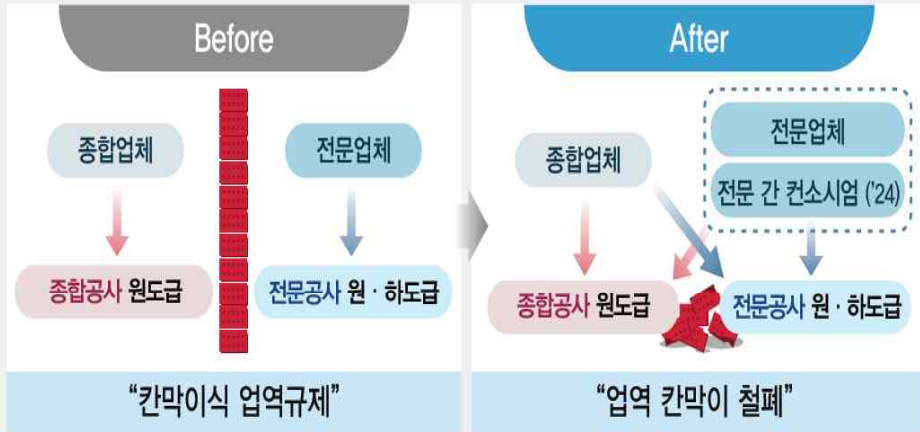 Before
종합업체
전문업체
종합공사 원도급
전문공사 원·하도급
“칸막이식 업역규제”
After
종합업체
전문업체
전문 간 컨소시엄 ('24)
종합공사 원도급
전문공사 원·하도급
“업역 칸막이 철폐”